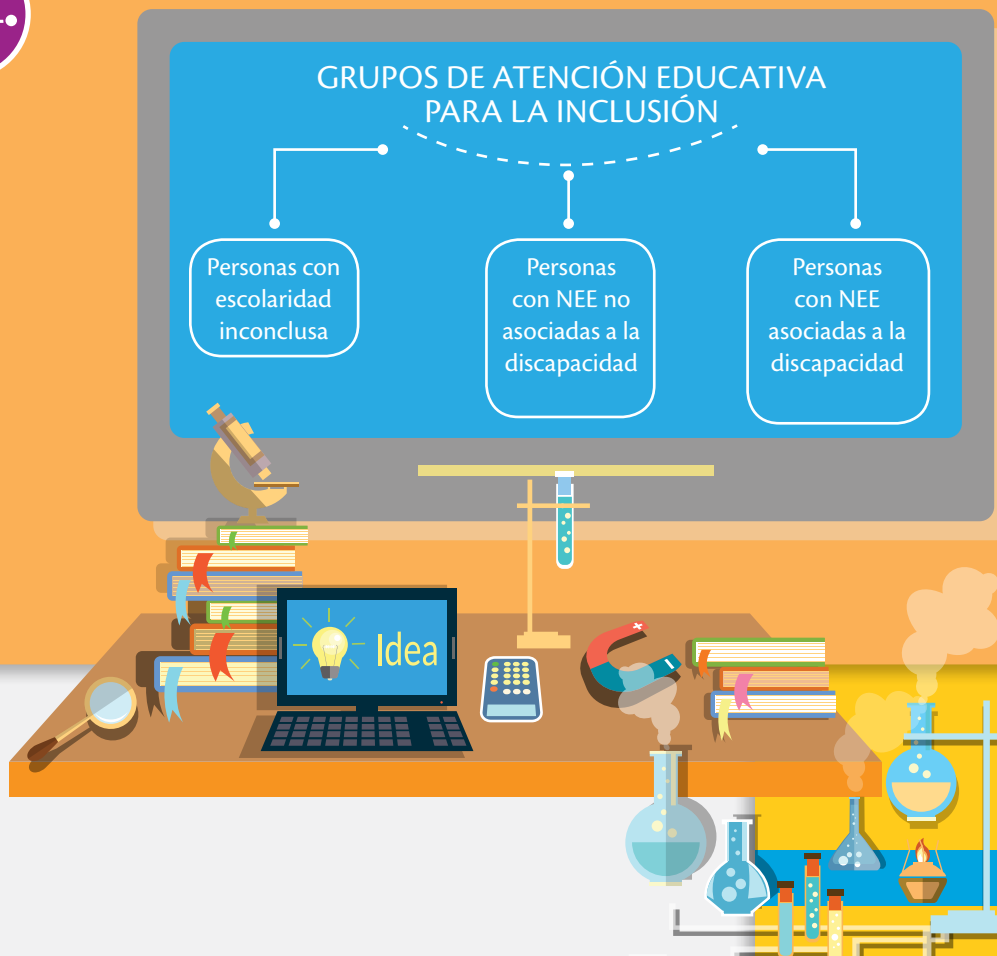 GRUPOS DE ATENCIÓN EDUCATIVA
PARA LA INCLUSIÓN
Personas con
escolaridad
inconclusa
Personas
con NEE no
asociadas a la
discapacidad
Personas
con NEE
asociadas a la
discapacidad
Idea